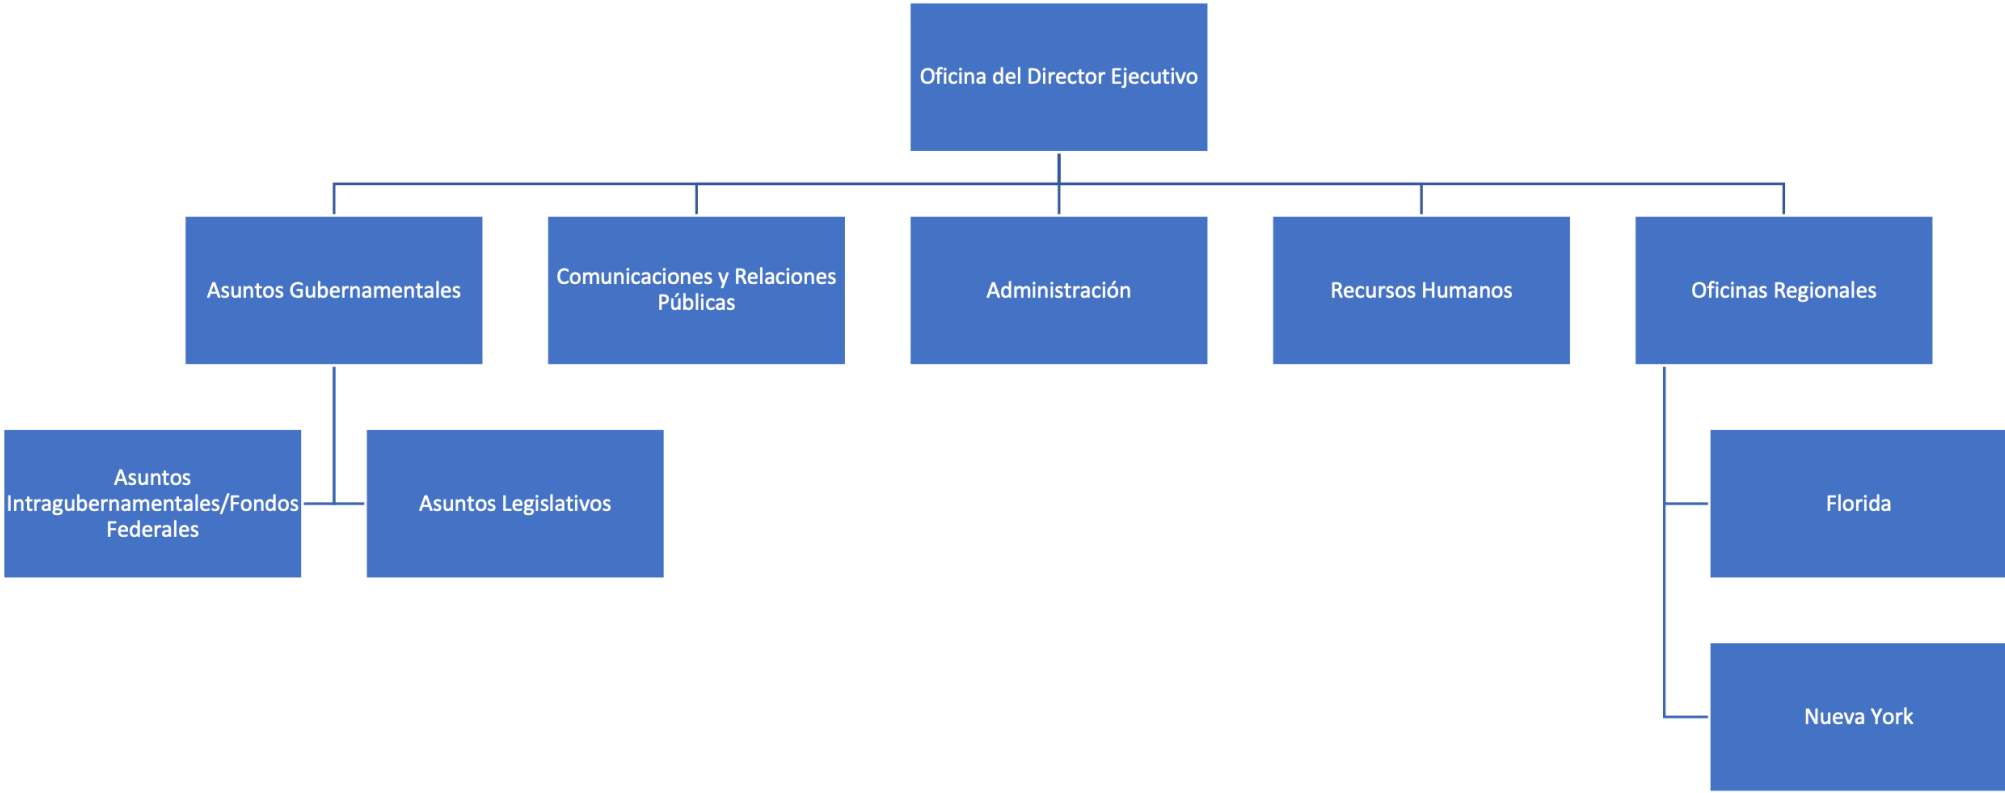 Oficina del Director Ejecutivo
Asuntos Gubernamentales
Comunicaciones y Relaciones
Públicas
Administración
Recursos Humanos
Oficinas Regionales
Asuntos
Intragubernamentales/Fondos
Federales
Asuntos Legislativos
Florida
Nueva York